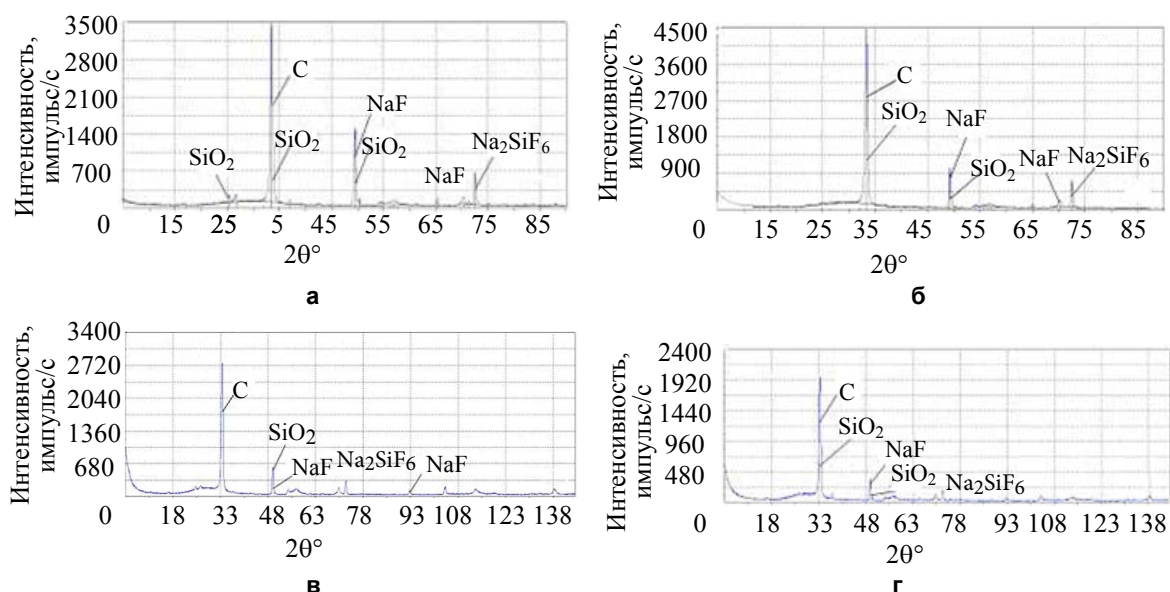 Интенсивность,
импульс/с
3500
2800
2100
1400
700
0
C
NaF
SiO₂
SiO₂
SiO₂
NaF
Na₂SiF₆
15 25 35 45 5 55 65 75 85
2θ°
а
Интенсивность,
импульс/с
4500
3600
2700
1800
900
0
C
SiO₂
NaF
SiO₂
NaF
Na₂SiF₆
15 25 35 45 55 65 75 85
2θ°
б
Интенсивность,
импульс/с
3400
2720
2040
1360
680
0
C
SiO₂
NaF
Na₂SiF₆
NaF
18 33 48 63 78 93 108 123 138
2θ°
в
Интенсивность,
импульс/с
2400
1920
1440
960
480
0
C
SiO₂
NaF
SiO₂
Na₂SiF₆
18 33 48 63 78 93 108 123 138
2θ°
г